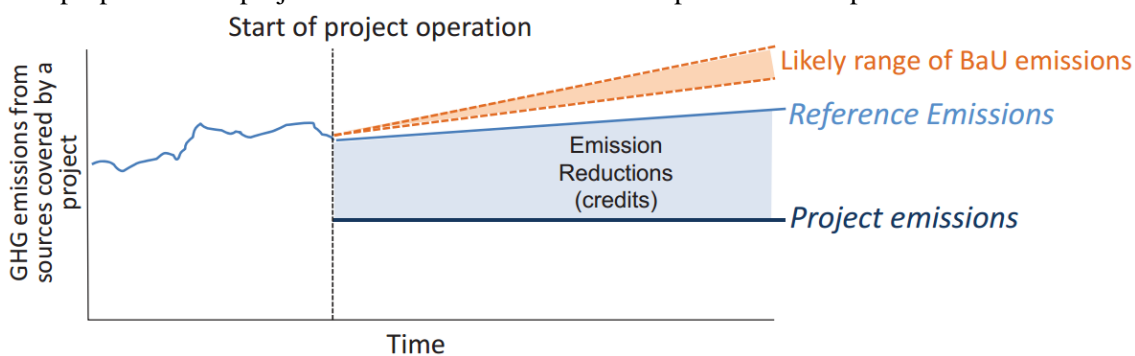 Start of project operation
GHG emissions from
sources covered by a
project
Likely range of BaU emissions
Reference Emissions
Emission
Reductions
(credits)
Project emissions
Time